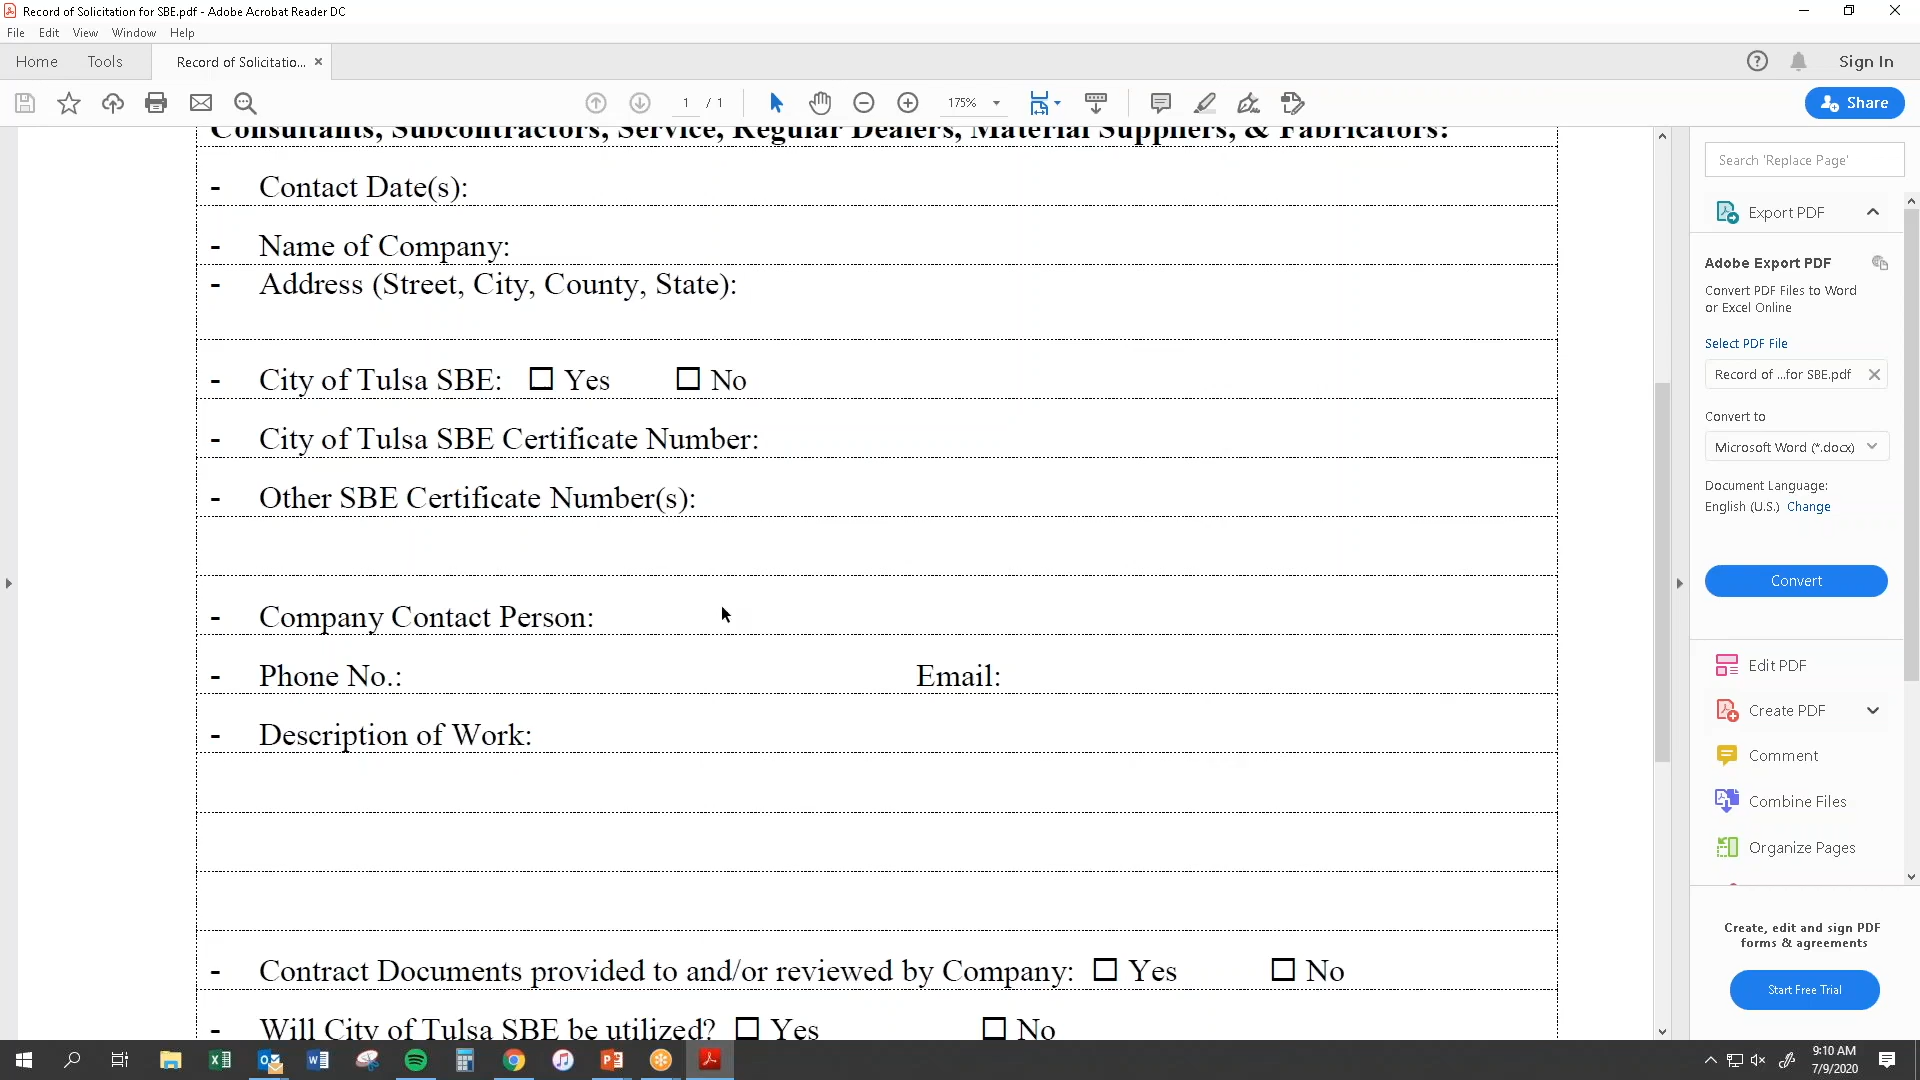 Record of Solicitation for SBE.pdf - Adobe Acrobat Reader DC
File Edit View Window Help
Home Tools Record of Solicitatio... × Sign In
1 / 1 175% Share
Consultants, Subcontractors, Service, Regular Dealers, Material Suppliers, & Fabricators:
- Contact Date(s):
- Name of Company:
- Address (Street, City, County, State):
- City of Tulsa SBE: ☐ Yes ☐ No
- City of Tulsa SBE Certificate Number:
- Other SBE Certificate Number(s):
- Company Contact Person:
- Phone No.: Email:
- Description of Work:
- Contract Documents provided to and/or reviewed by Company: ☐ Yes ☐ No
- Will City of Tulsa SBE be utilized? ☐ Yes ☐ No
Search 'Replace Page'
Export PDF
Adobe Export PDF
Convert PDF Files to Word
or Excel Online
Select PDF File
Record of ...for SBE.pdf
Convert to
Microsoft Word (*.docx)
Document Language:
English (U.S.) Change
Convert
Edit PDF
Create PDF
Comment
Combine Files
Organize Pages
Create, edit and sign PDF
forms & agreements
Start Free Trial
9:10 AM
7/9/2020